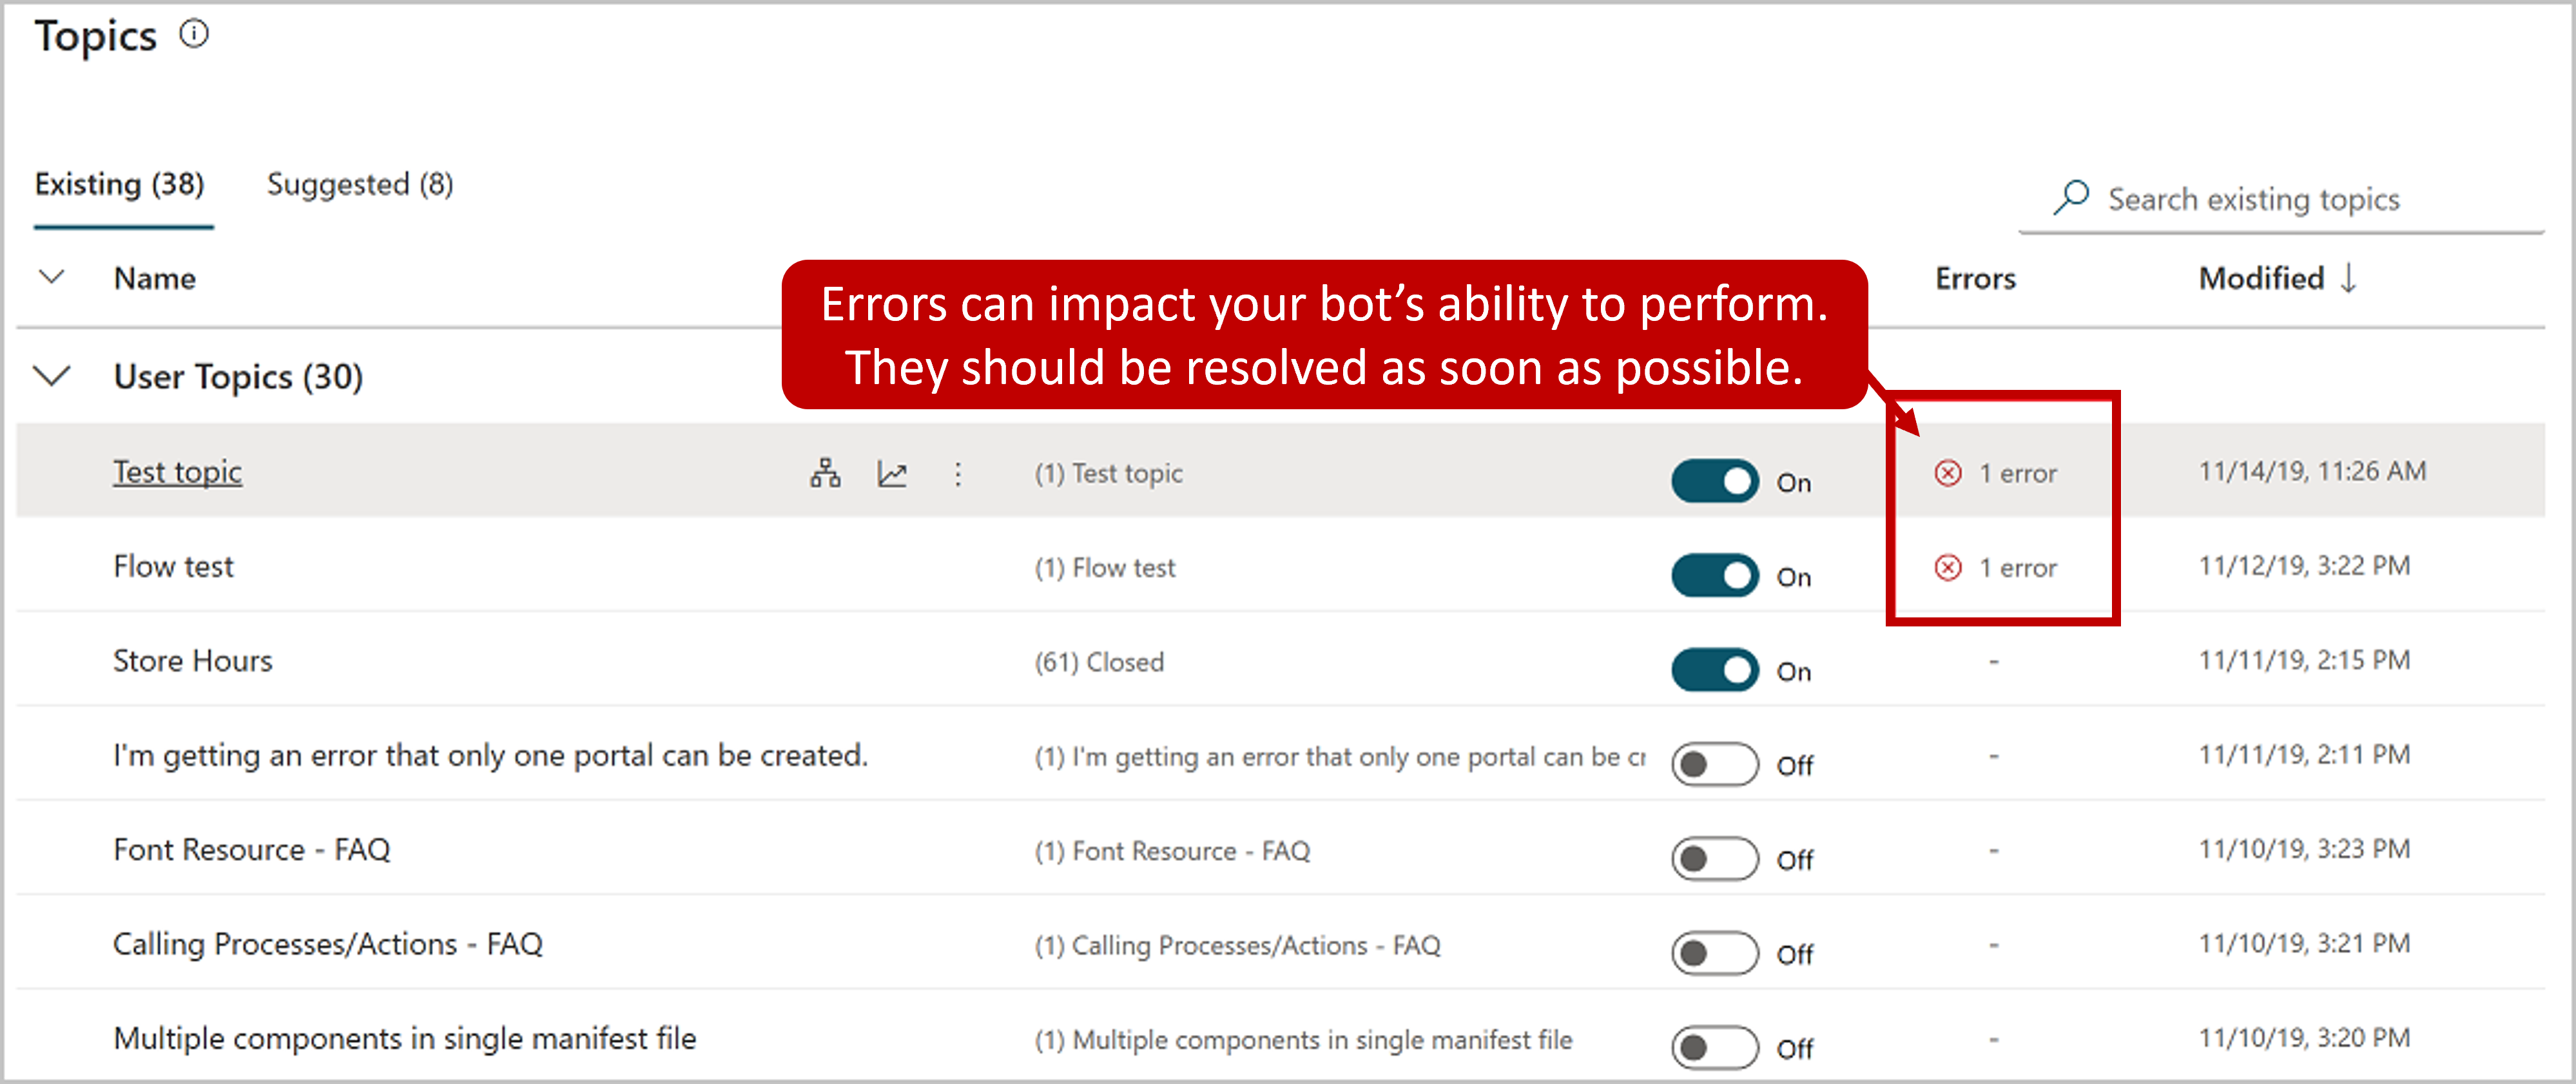 Topics
Existing (38) Suggested (8)
Search existing topics
Name Errors Modified
Errors can impact your bot’s ability to perform.
They should be resolved as soon as possible.
User Topics (30)
Test topic (1) Test topic On 1 error 11/14/19, 11:26 AM
Flow test (1) Flow test On 1 error 11/12/19, 3:22 PM
Store Hours (61) Closed On - 11/11/19, 2:15 PM
I'm getting an error that only one portal can be created. (1) I'm getting an error that only one portal can be cr Off - 11/11/19, 2:11 PM
Font Resource - FAQ (1) Font Resource - FAQ Off - 11/10/19, 3:23 PM
Calling Processes/Actions - FAQ (1) Calling Processes/Actions - FAQ Off - 11/10/19, 3:21 PM
Multiple components in single manifest file (1) Multiple components in single manifest file Off - 11/10/19, 3:20 PM